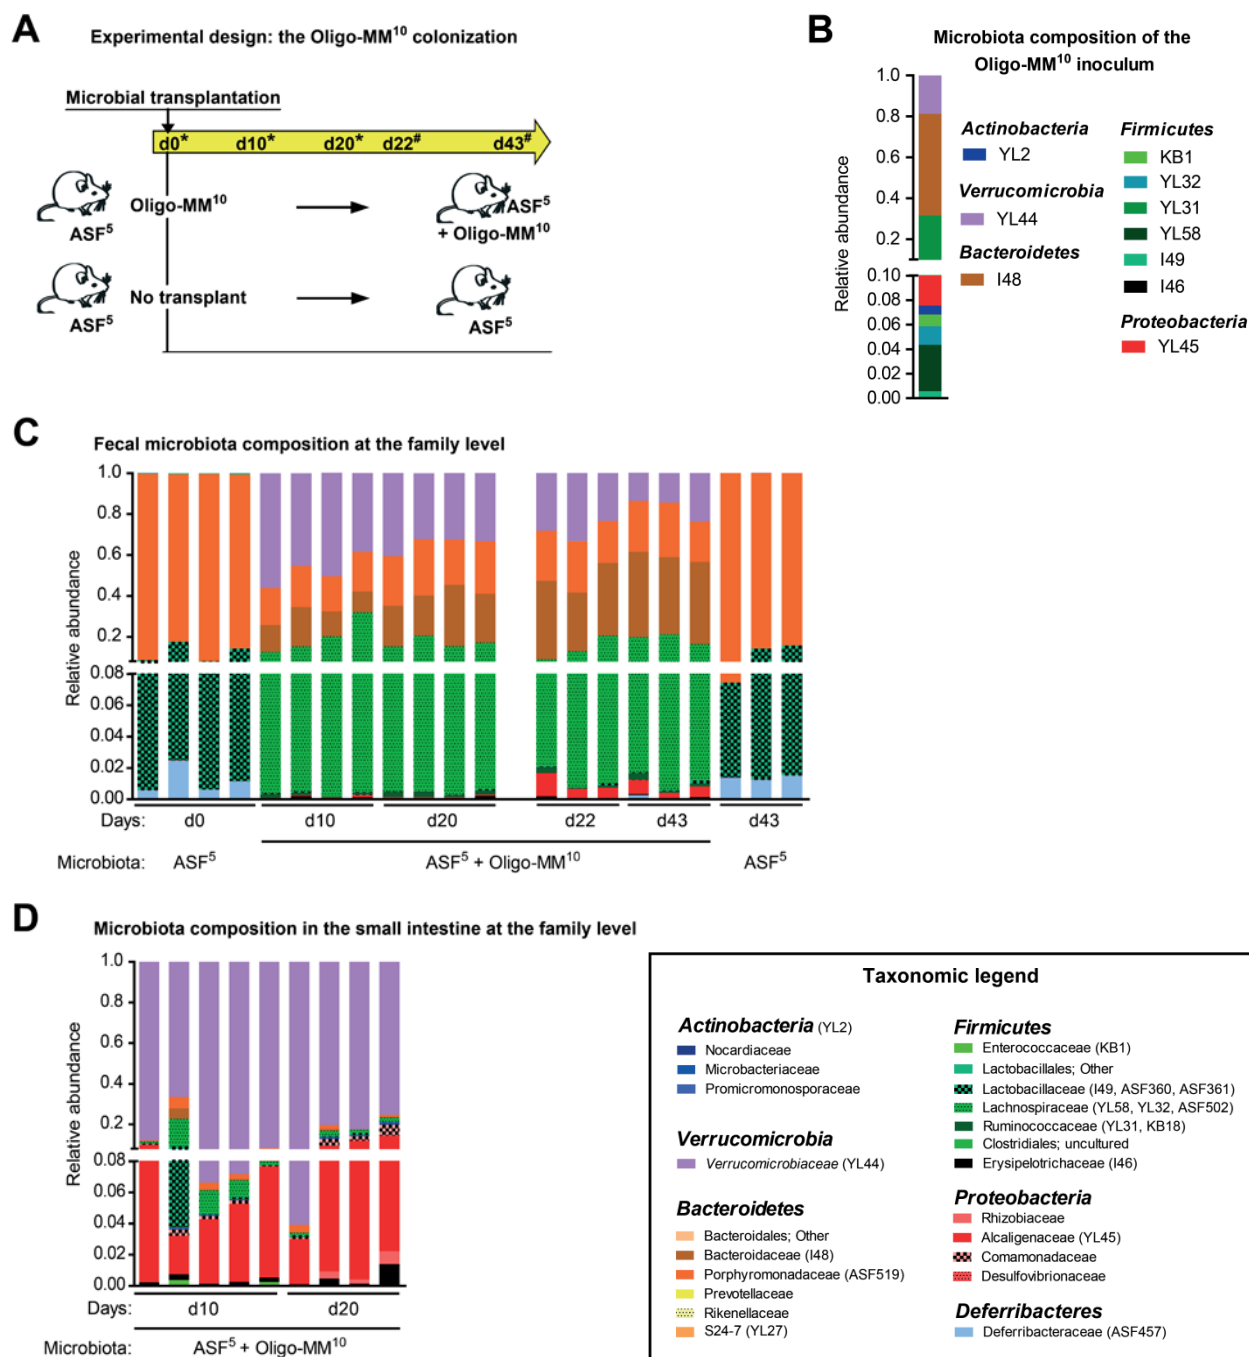 A
Experimental design: the Oligo-MM10 colonization
Microbial transplantation
d0* d10* d20* d22# d43#
Oligo-MM10
ASF5
ASF5
+ Oligo-MM10
No transplant
ASF5
ASF5
B
Microbiota composition of the
Oligo-MM10 inoculum
Relative abundance
1.0
0.8
0.6
0.4
0.2
0.10
0.08
0.06
0.04
0.02
0.00
Actinobacteria
YL2
Verrucomicrobia
YL44
Bacteroidetes
I48
Firmicutes
KB1
YL32
YL31
YL58
I49
I46
Proteobacteria
YL45
C
Fecal microbiota composition at the family level
Relative abundance
1.0
0.8
0.6
0.4
0.2
0.08
0.06
0.04
0.02
0.00
Days: d0 d10 d20 d22 d43 d43
Microbiota: ASF5 ASF5 + Oligo-MM10 ASF5
D
Microbiota composition in the small intestine at the family level
Relative abundance
1.0
0.8
0.6
0.4
0.2
0.08
0.06
0.04
0.02
0.00
Days: d10 d20
Microbiota: ASF5 + Oligo-MM10
Taxonomic legend
Actinobacteria (YL2)
Nocardiaceae
Microbacteriaceae
Promicromonosporaceae
Verrucomicrobia
Verrucomicrobiaceae (YL44)
Bacteroidetes
Bacteroidales; Other
Bacteroidaceae (I48)
Porphyromonadaceae (ASF519)
Prevotellaceae
Rikenellaceae
S24-7 (YL27)
Firmicutes
Enterococcaceae (KB1)
Lactobacillales; Other
Lactobacillaceae (I49, ASF360, ASF361)
Lachnospiraceae (YL58, YL32, ASF502)
Ruminococcaceae (YL31, KB18)
Clostridiales; uncultured
Erysipelotrichaceae (I46)
Proteobacteria
Rhizobiaceae
Alcaligenaceae (YL45)
Comamonadaceae
Desulfovibrionaceae
Deferribacteres
Deferribacteraceae (ASF457)